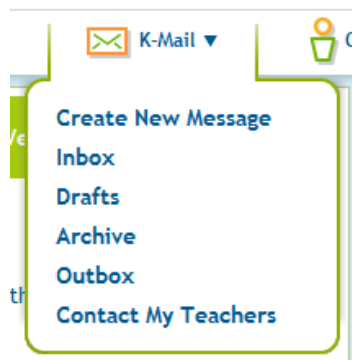 K-Mail ▼
Create New Message
Inbox
Drafts
Archive
Outbox
Contact My Teachers